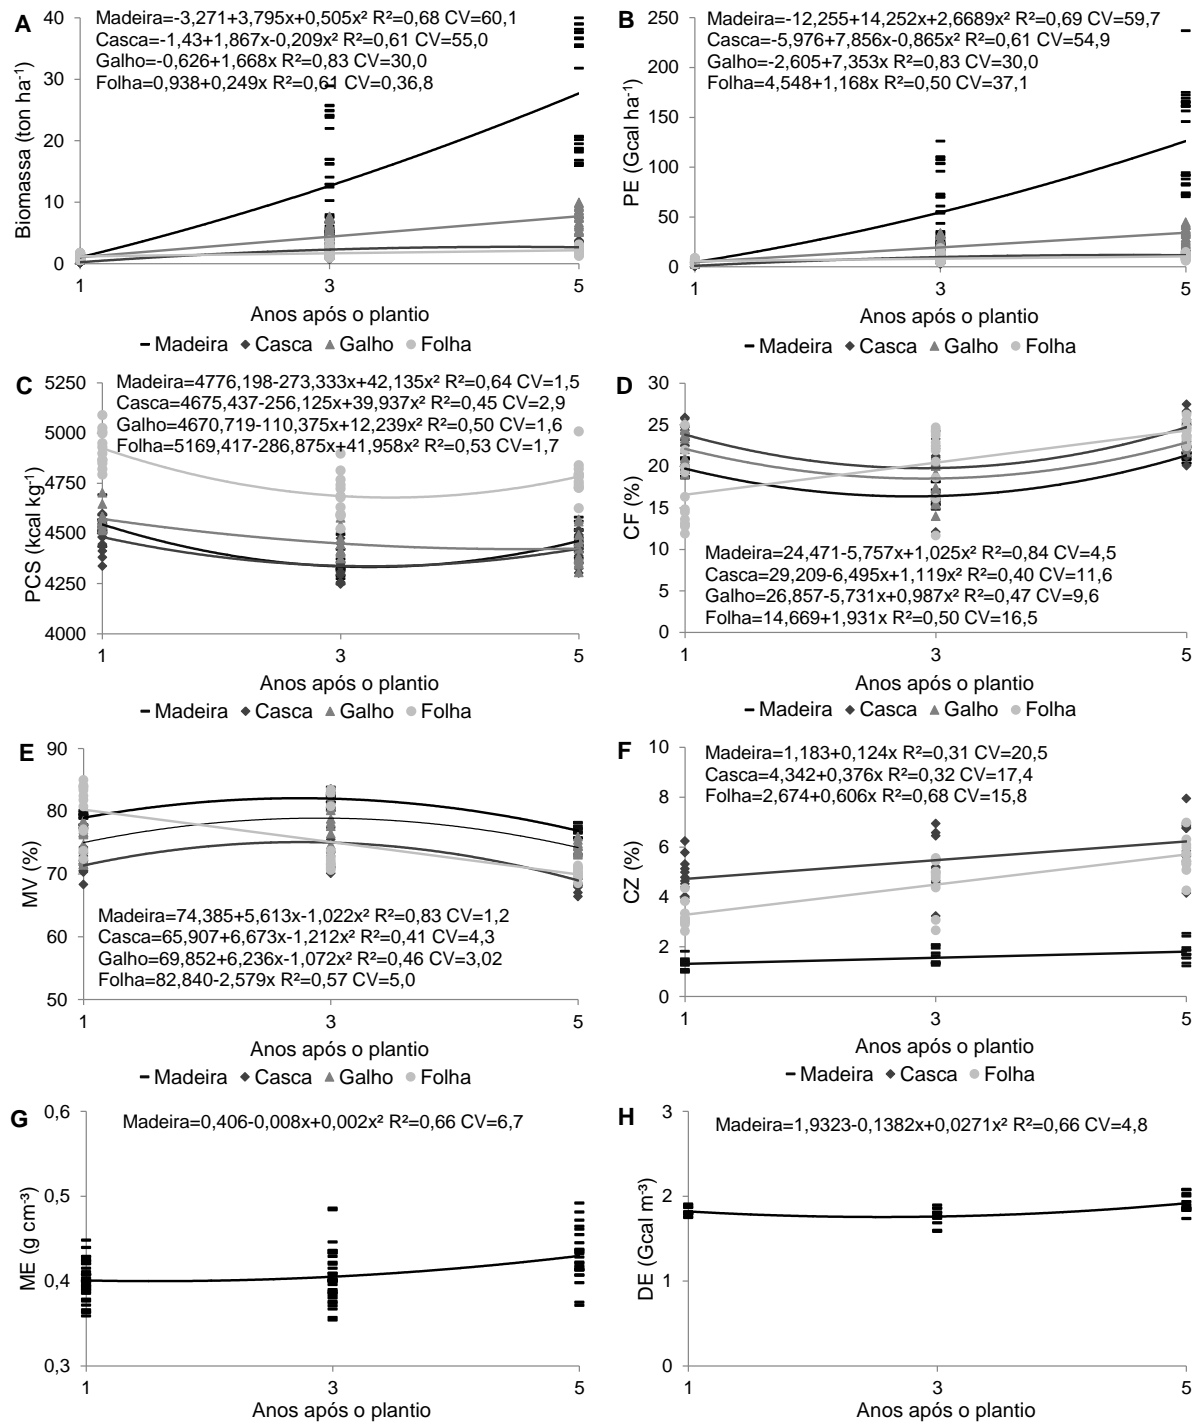 A
Madeira=-3,271+3,795x+0,505x² R²=0,68 CV=60,1
Casca=-1,43+1,867x-0,209x² R²=0,61 CV=55,0
Galho=-0,626+1,668x R²=0,83 CV=30,0
Folha=0,938+0,249x R²=0,61 CV=0,36,8
Biomassa (ton ha⁻¹)
40
30
20
10
0
1
3
5
Anos após o plantio
Madeira Casca Galho Folha
B
Madeira=-12,255+14,252x+2,6689x² R²=0,69 CV=59,7
Casca=-5,976+7,856x-0,865x² R²=0,61 CV=54,9
Galho=-2,605+7,353x R²=0,83 CV=30,0
Folha=4,548+1,168x R²=0,50 CV=37,1
PE (Gcal ha⁻¹)
250
200
150
100
50
0
1
3
5
Anos após o plantio
Madeira Casca Galho Folha
C
Madeira=4776,198-273,333x+42,135x² R²=0,64 CV=1,5
Casca=4675,437-256,125x+39,937x² R²=0,45 CV=2,9
Galho=4670,719-110,375x+12,239x² R²=0,50 CV=1,6
Folha=5169,417-286,875x+41,958x² R²=0,53 CV=1,7
PCS (kcal kg⁻¹)
5250
5000
4750
4500
4250
4000
1
3
5
Anos após o plantio
Madeira Casca Galho Folha
D
CF (%)
30
25
20
15
10
5
0
Madeira=24,471-5,757x+1,025x² R²=0,84 CV=4,5
Casca=29,209-6,495x+1,119x² R²=0,40 CV=11,6
Galho=26,857-5,731x+0,987x² R²=0,47 CV=9,6
Folha=14,669+1,931x R²=0,50 CV=16,5
1
3
5
Anos após o plantio
Madeira Casca Galho Folha
E
MV (%)
90
80
70
60
50
Madeira=74,385+5,613x-1,022x² R²=0,83 CV=1,2
Casca=65,907+6,673x-1,212x² R²=0,41 CV=4,3
Galho=69,852+6,236x-1,072x² R²=0,46 CV=3,02
Folha=82,840-2,579x R²=0,57 CV=5,0
1
3
5
Anos após o plantio
Madeira Casca Galho Folha
F
Madeira=1,183+0,124x R²=0,31 CV=20,5
Casca=4,342+0,376x R²=0,32 CV=17,4
Folha=2,674+0,606x R²=0,68 CV=15,8
CZ (%)
10
8
6
4
2
0
1
3
5
Anos após o plantio
Madeira Casca Folha
G
Madeira=0,406-0,008x+0,002x² R²=0,66 CV=6,7
ME (g cm⁻³)
0,6
0,5
0,4
0,3
1
3
5
Anos após o plantio
H
Madeira=1,9323-0,1382x+0,0271x² R²=0,66 CV=4,8
DE (Gcal m⁻³)
3
2
1
0
1
3
5
Anos após o plantio